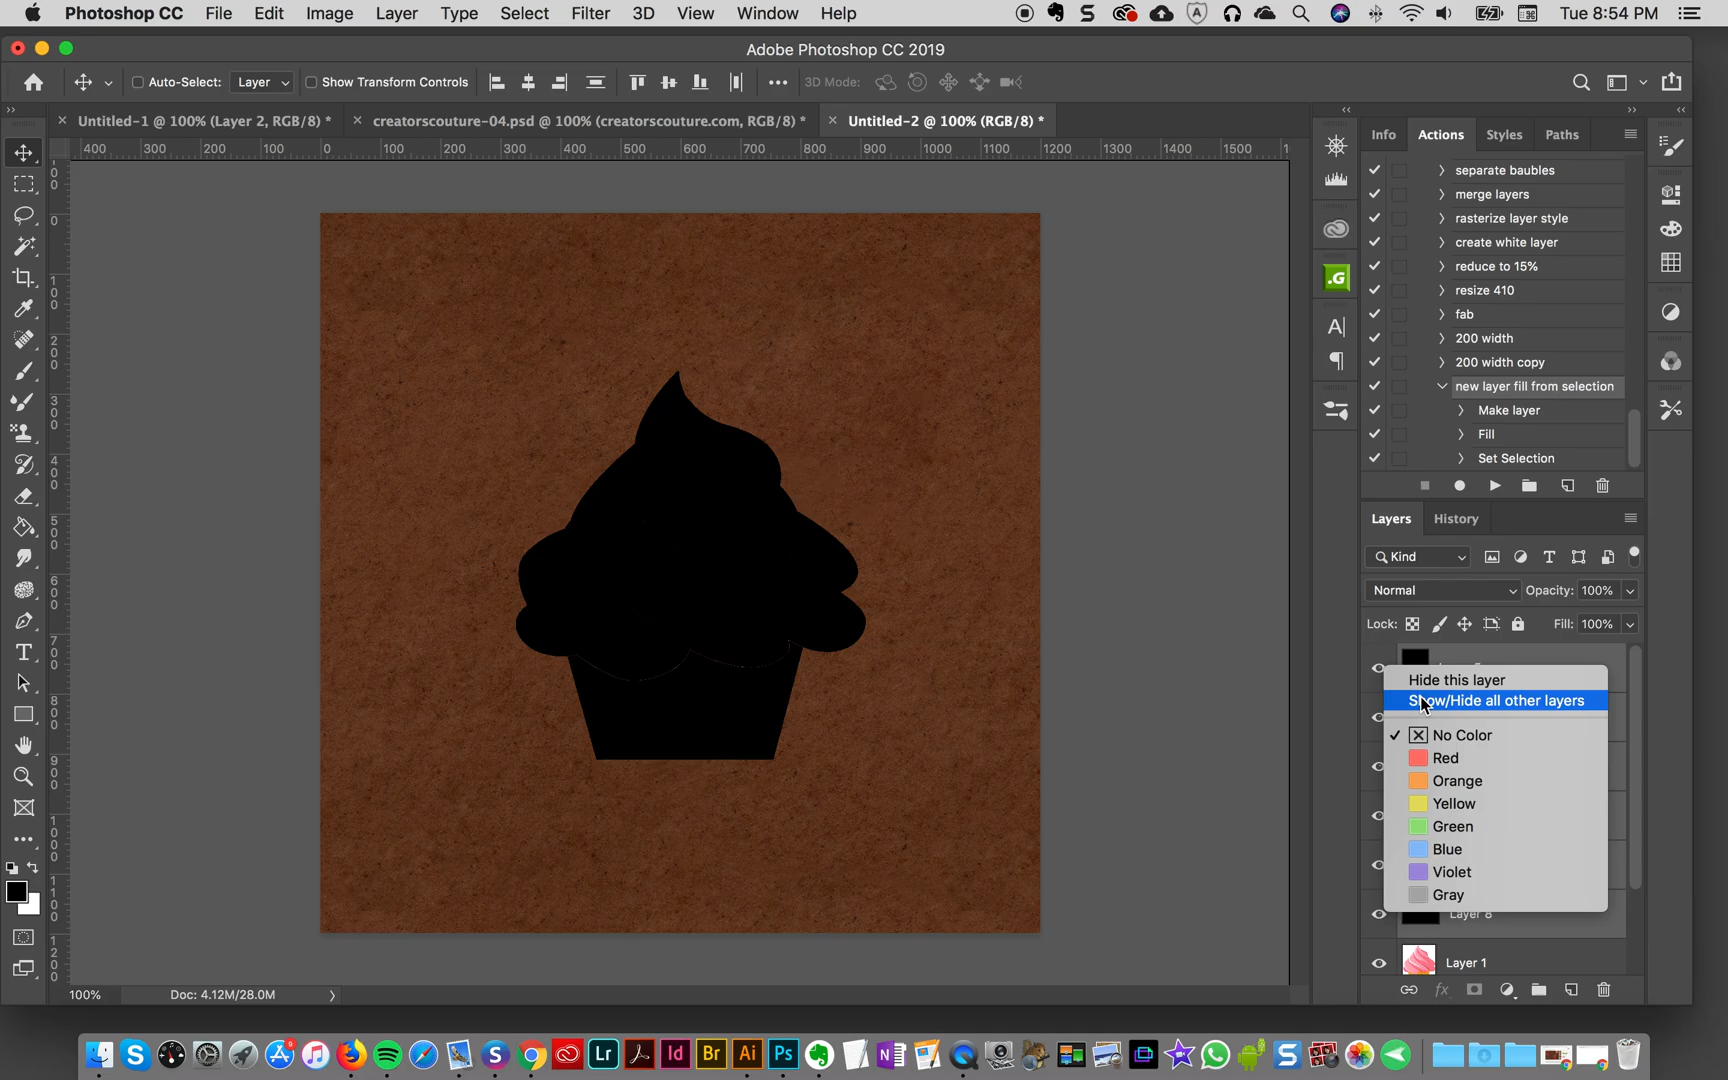 Photoshop CC File Edit Image Layer Type Select Filter 3D View Window Help Tue 8:54 PM
Adobe Photoshop CC 2019
Auto-Select: Layer Show Transform Controls 3D Mode:
Untitled-1 @ 100% (Layer 2, RGB/8) * creatorscouture-04.psd @ 100% (creatorscouture.com, RGB/8) * Untitled-2 @ 100% (RGB/8) *
400 300 200 100 0 100 200 300 400 500 600 700 800 900 1000 1100 1200 1300 1400 1500
Info Actions Styles Paths
separate baubles
merge layers
rasterize layer style
create white layer
reduce to 15%
resize 410
fab
200 width
200 width copy
new layer fill from selection
Make layer
Fill
Set Selection
Layers History
Kind
Normal Opacity: 100%
Lock: Fill: 100%
Hide this layer
Show/Hide all other layers
No Color
Red
Orange
Yellow
Green
Blue
Violet
Gray
Layer 8
Layer 1
100% Doc: 4.12M/28.0M
Lr Id Br Ai Ps